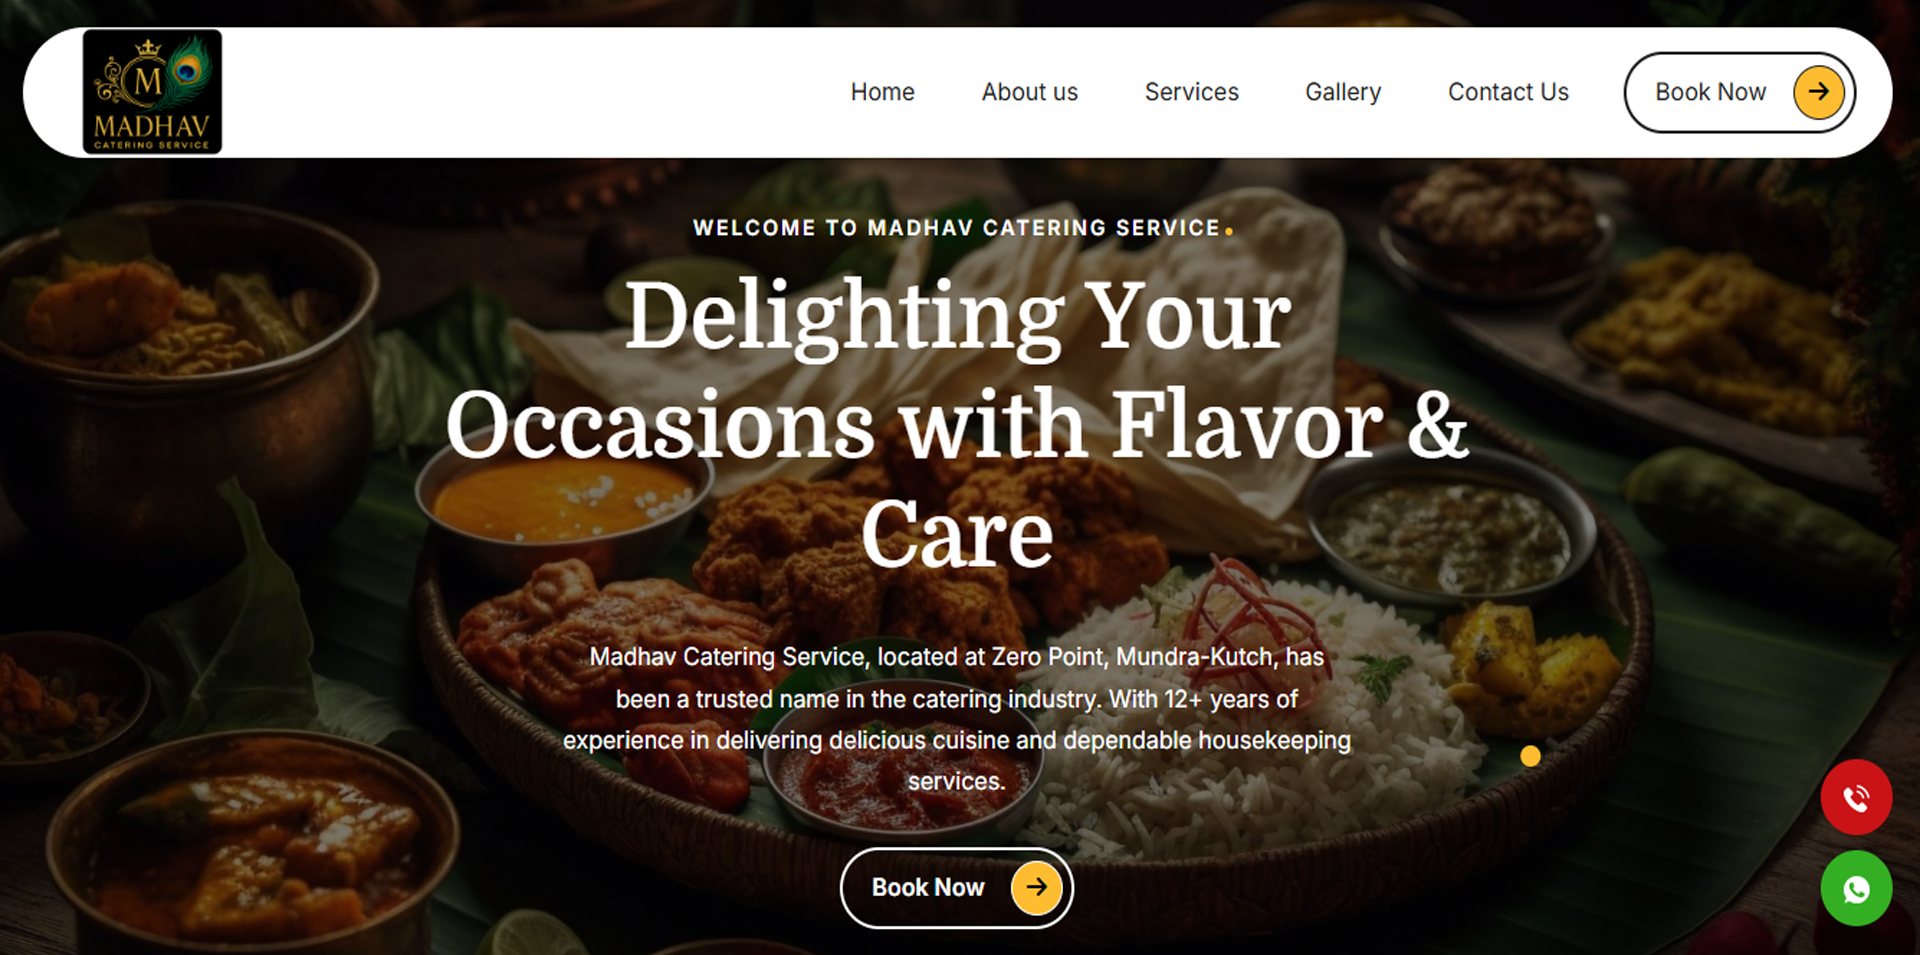 M
MADHAV
CATERING SERVICE
Home
About us
Services
Gallery
Contact Us
Book Now
WELCOME TO MADHAV CATERING SERVICE.
Delighting Your
Occasions with Flavor &
Care
Madhav Catering Service, located at Zero Point, Mundra-Kutch, has
been a trusted name in the catering industry. With 12+ years of
experience in delivering delicious cuisine and dependable housekeeping
services.
Book Now